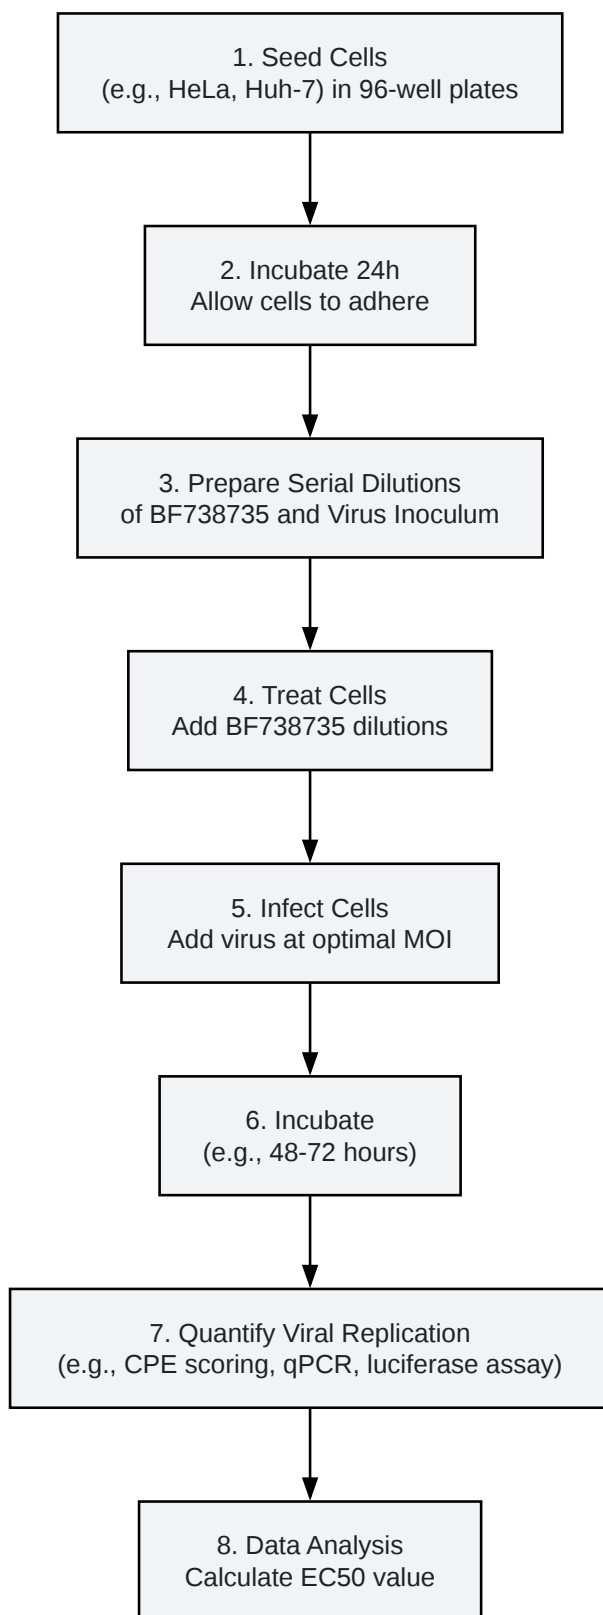 1. Seed Cells
(e.g., HeLa, Huh-7) in 96-well plates
2. Incubate 24h
Allow cells to adhere
3. Prepare Serial Dilutions
of BF738735 and Virus Inoculum
4. Treat Cells
Add BF738735 dilutions
5. Infect Cells
Add virus at optimal MOI
6. Incubate
(e.g., 48-72 hours)
7. Quantify Viral Replication
(e.g., CPE scoring, qPCR, luciferase assay)
8. Data Analysis
Calculate EC50 value